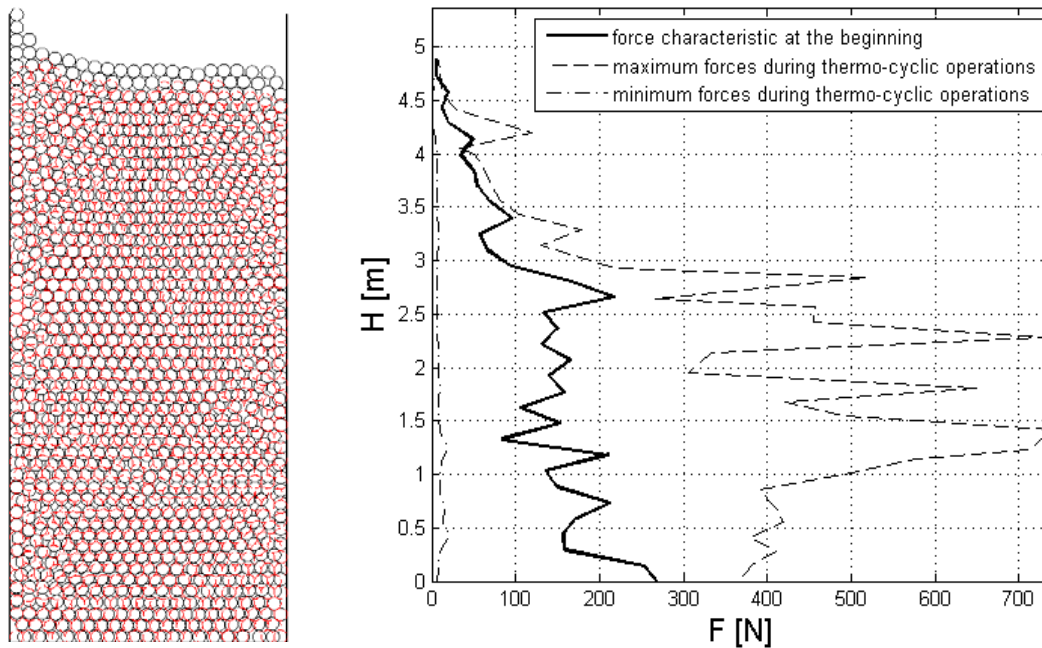 force characteristic at the beginning
maximum forces during thermo-cyclic operations
minimum forces during thermo-cyclic operations
5
4.5
4
3.5
3
2.5
2
1.5
1
0.5
0
H [m]
0 100 200 300 400 500 600 700
F [N]